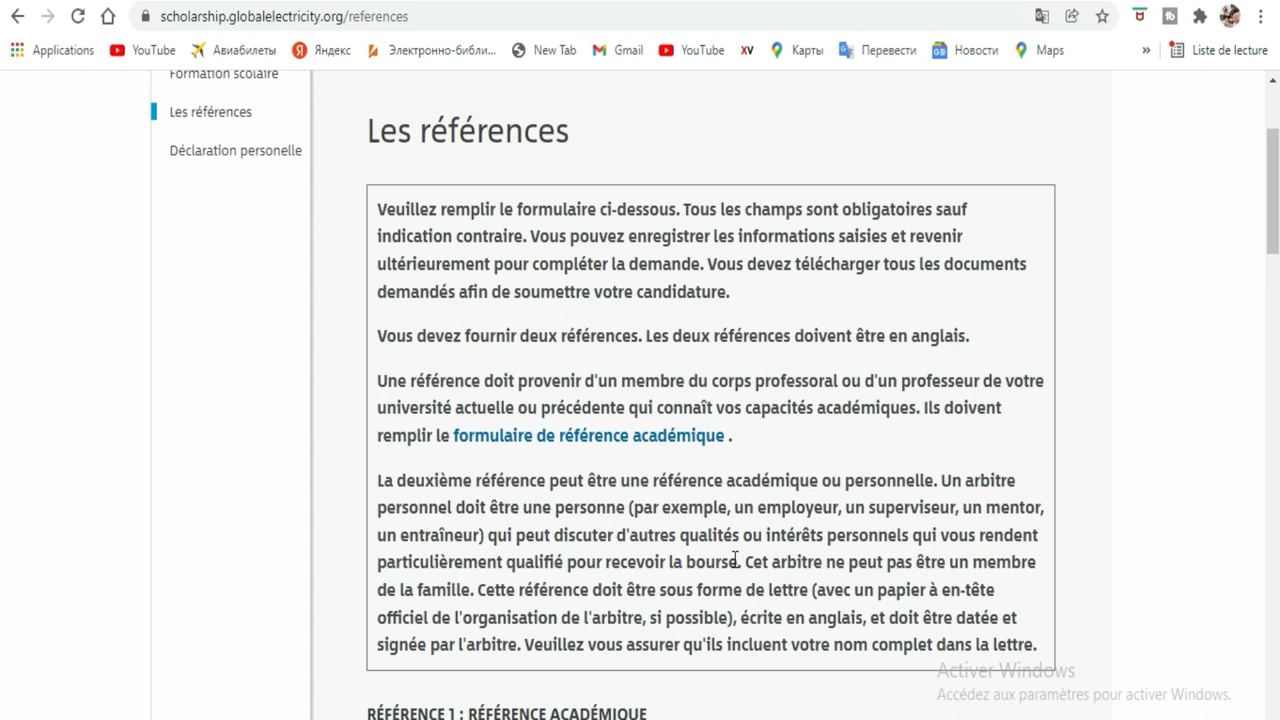 scholarship.globalelectricity.org/references
Applications YouTube Авиабилеты Яндекс Электронно-библи... New Tab Gmail YouTube XV Карты Перевести Новости Maps » Liste de lecture
Formation scolaire
Les références
Déclaration personelle
Les références
Veuillez remplir le formulaire ci-dessous. Tous les champs sont obligatoires sauf
indication contraire. Vous pouvez enregistrer les informations saisies et revenir
ultérieurement pour compléter la demande. Vous devez télécharger tous les documents
demandés afin de soumettre votre candidature.
Vous devez fournir deux références. Les deux références doivent être en anglais.
Une référence doit provenir d'un membre du corps professoral ou d'un professeur de votre
université actuelle ou précédente qui connaît vos capacités académiques. Ils doivent
remplir le formulaire de référence académique .
La deuxième référence peut être une référence académique ou personnelle. Un arbitre
personnel doit être une personne (par exemple, un employeur, un superviseur, un mentor,
un entraîneur) qui peut discuter d'autres qualités ou intérêts personnels qui vous rendent
particulièrement qualifié pour recevoir la bourse. Cet arbitre ne peut pas être un membre
de la famille. Cette référence doit être sous forme de lettre (avec un papier à en-tête
officiel de l'organisation de l'arbitre, si possible), écrite en anglais, et doit être datée et
signée par l'arbitre. Veuillez vous assurer qu'ils incluent votre nom complet dans la lettre.
Activer Windows
Accédez aux paramètres pour activer Windows.
RÉFÉRENCE 1 : RÉFÉRENCE ACADÉMIQUE